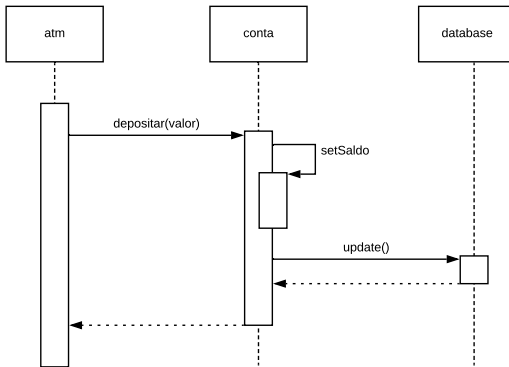 atm
conta
database
depositar(valor)
setSaldo
update()